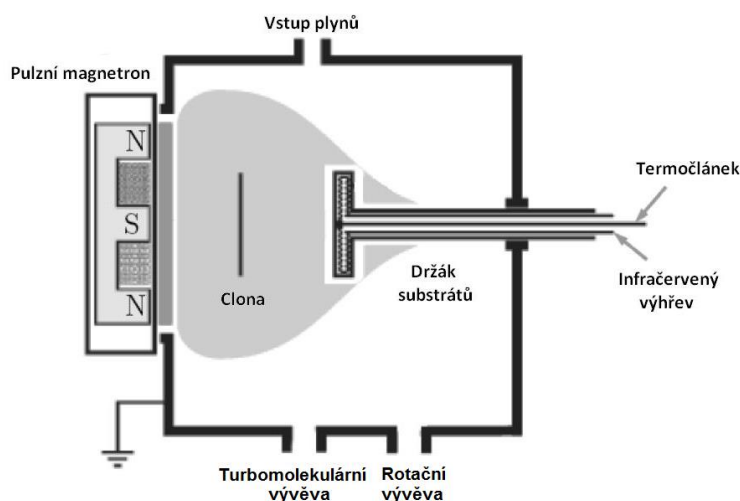 Vstup plynů
Pulzní magnetron
N
S
N
Clona
Termočlánek
Držák
substrátů
Infračervený
výhřev
Turbomolekulární
vývěva
Rotační
vývěva